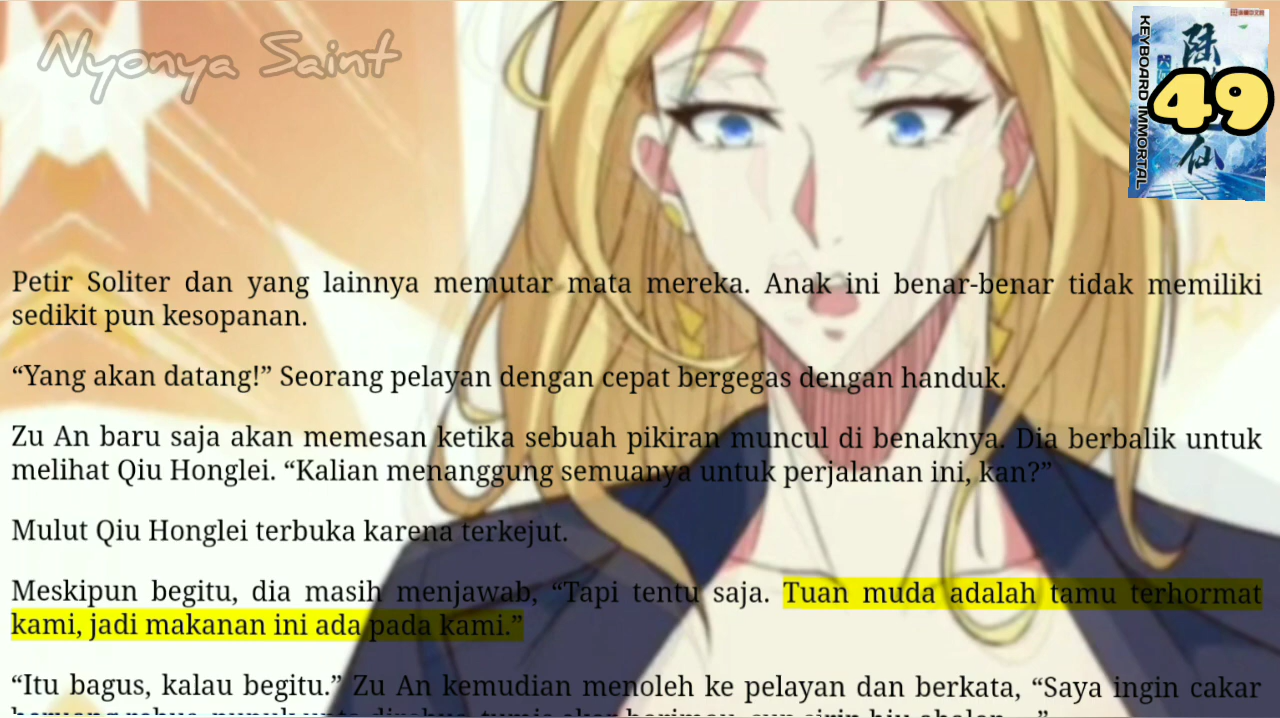 Nyonya Saint
KEYBOARD IMMORTAL
49
Petir Soliter dan yang lainnya memutar mata mereka. Anak ini benar-benar tidak memiliki
sedikit pun kesopanan.
“Yang akan datang!” Seorang pelayan dengan cepat bergegas dengan handuk.
Zu An baru saja akan memesan ketika sebuah pikiran muncul di benaknya. Dia berbalik untuk
melihat Qiu Honglei. “Kalian menanggung semuanya untuk perjalanan ini, kan?”
Mulut Qiu Honglei terbuka karena terkejut.
Meskipun begitu, dia masih menjawab, “Tapi tentu saja. Tuan muda adalah tamu terhormat
kami, jadi makanan ini ada pada kami.”
“Itu bagus, kalau begitu.” Zu An kemudian menoleh ke pelayan dan berkata, “Saya ingin cakar